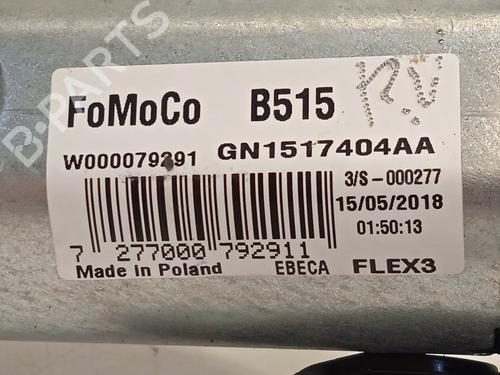 B-PARTS
FoMoCo B515
W000079291 GN1517404AA
3/S-000277
15/05/2018
01:50:13
7 277000 792911
Made in Poland EBECA FLEX3